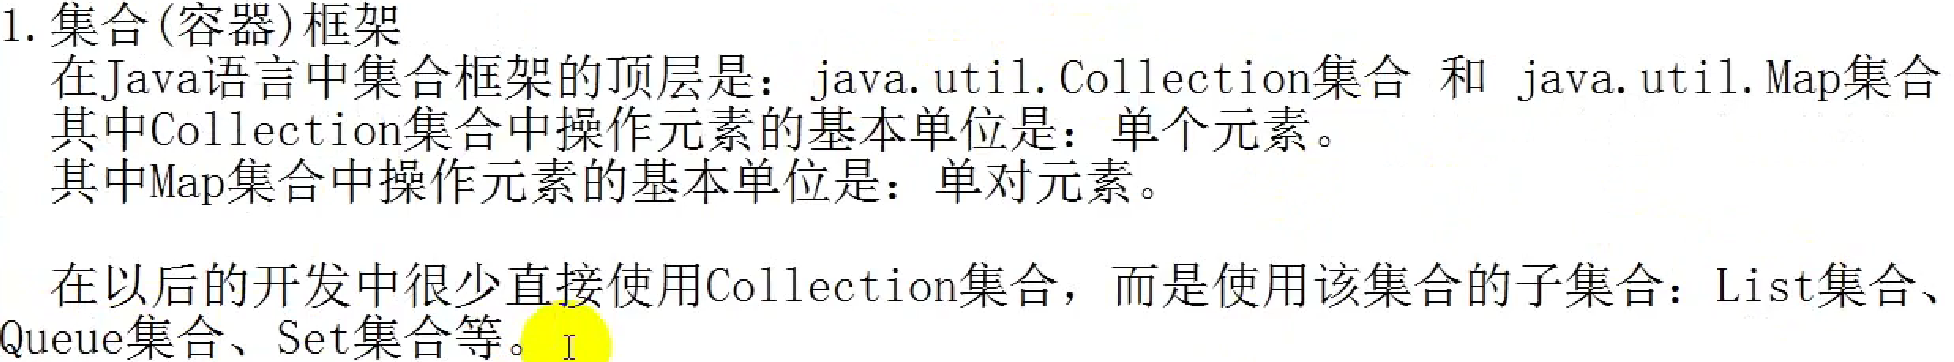 1. 集合(容器)框架
在Java语言中集合框架的顶层是: java.util.Collection集合 和 java.util.Map集合
其中Collection集合中操作元素的基本单位是: 单个元素。
其中Map集合中操作元素的基本单位是: 单对元素。
在以后的开发中很少直接使用Collection集合, 而是使用该集合的子集合: List集合、
Queue集合、Set集合等。